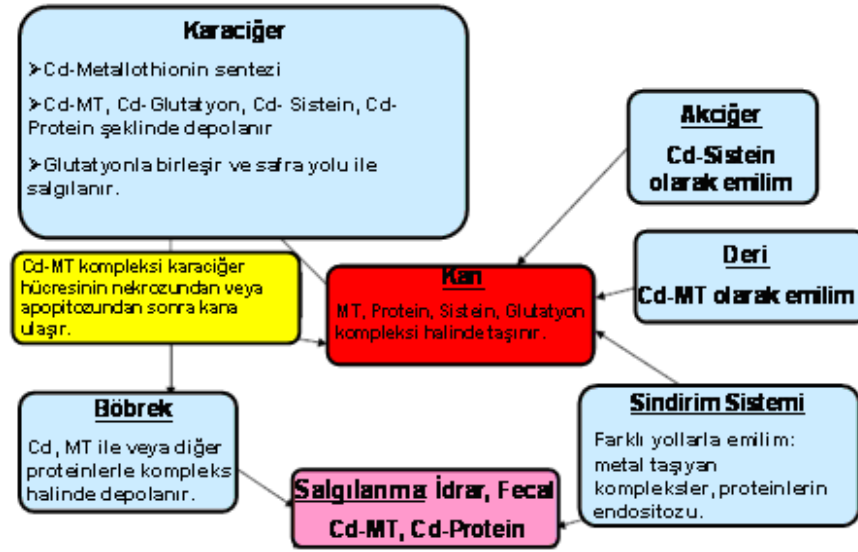 Karaciğer
➢Cd-Metallothionin sentezi
➢Cd-MT, Cd-Glutatyon, Cd- Sistein, Cd-
Protein şeklinde depolanır
➢Glutatyonla birleşir ve safra yolu ile
salgılanır.
Akciğer
Cd-Sistein
olarak emilim
Cd-MT kompleksi karaciğer
hücresinin nekrozundan veya
apopitozundan sonra kana
ulaşır.
Kan
MT, Protein, Sistein, Glutatyon
kompleksi halinde taşınır.
Deri
Cd-MT olarak emilim
Böbrek
Cd, MT ile veya diğer
proteinlerle kompleks
halinde depolanır.
Salgılanma: İdrar, Fecal
Cd-MT, Cd-Protein
Sindirim Sistemi
Farklı yollarla emilim:
metal taşıyan
kompleksler, proteinlerin
endositozu.